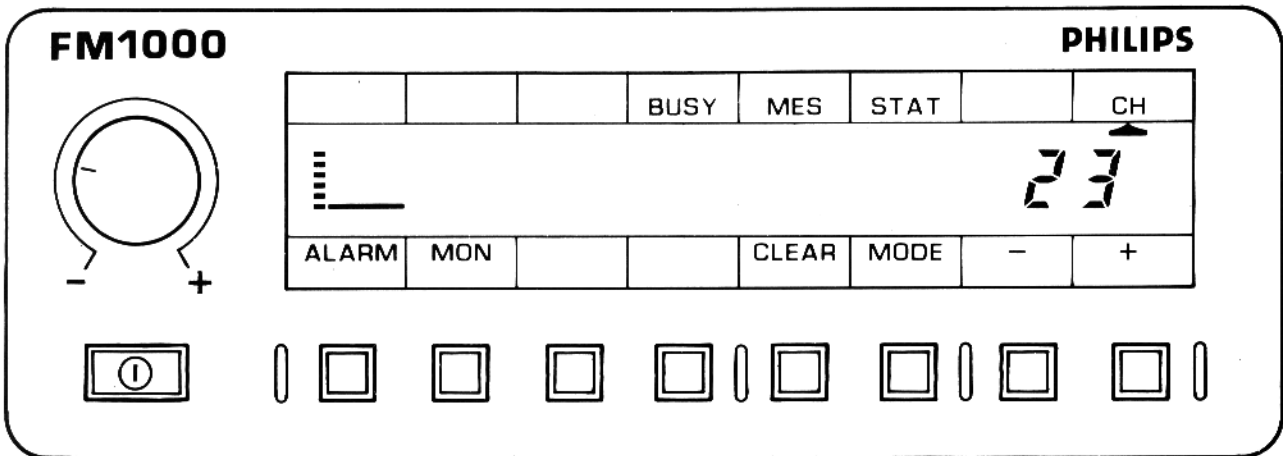 FM1000
PHILIPS
BUSY MES STAT CH
23
ALARM MON CLEAR MODE − +
− +